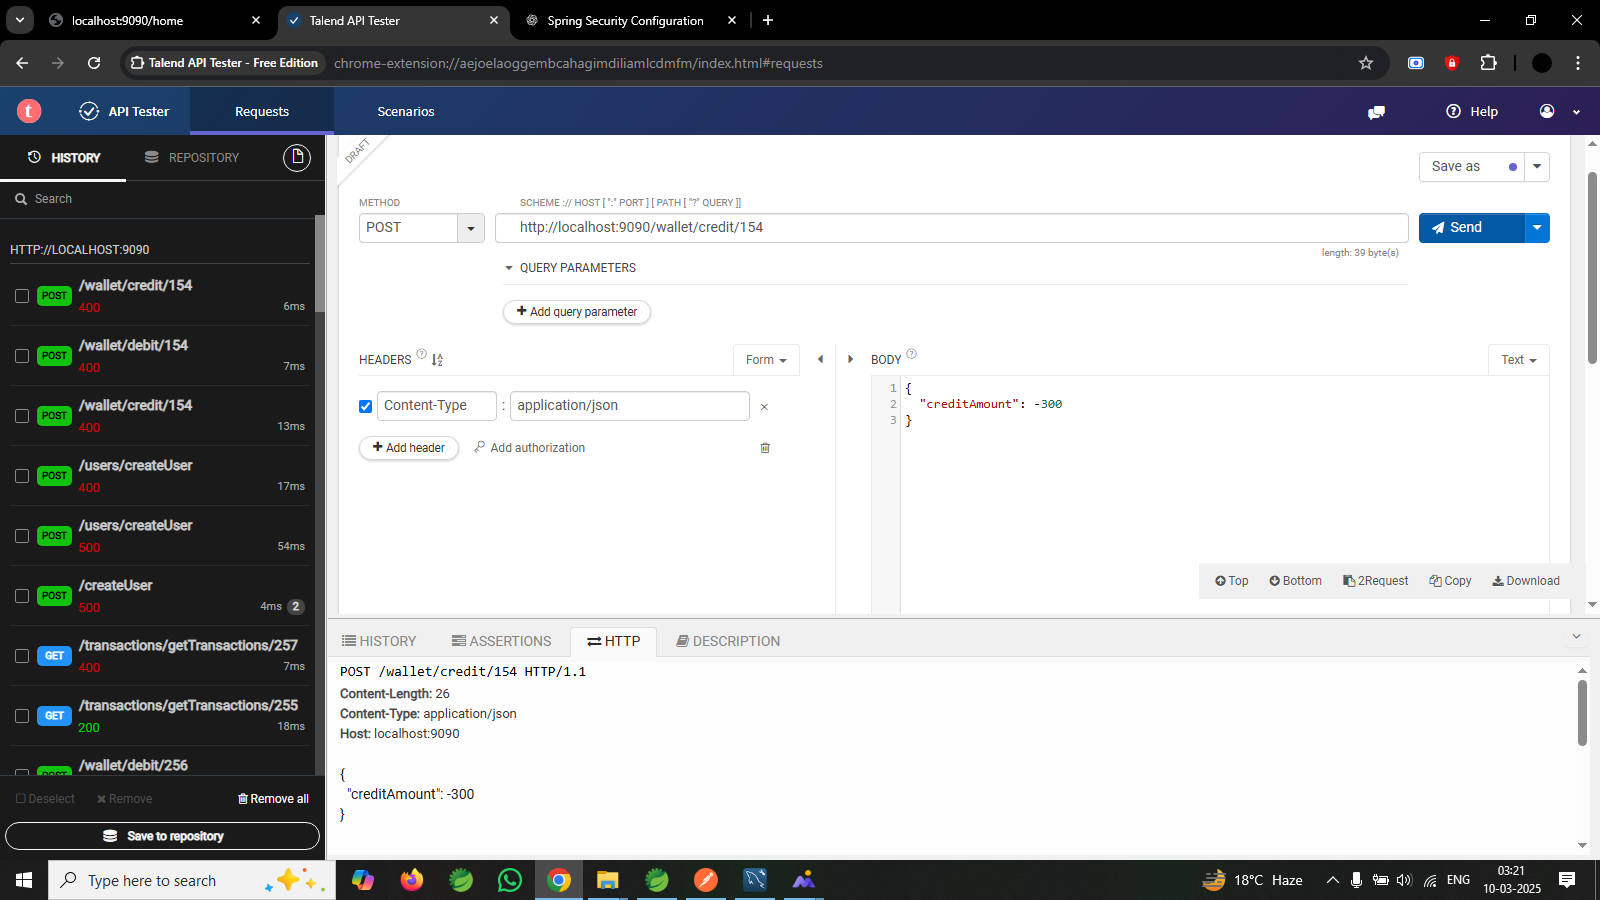 localhost:9090/home
Talend API Tester
Spring Security Configuration
Talend API Tester - Free Edition
chrome-extension://aejoelaoggembcahagimdiliamlcdmfm/index.html#requests
t
API Tester
Requests
Scenarios
Help
HISTORY
REPOSITORY
Search
HTTP://LOCALHOST:9090
POST /wallet/credit/154
400 6ms
POST /wallet/debit/154
400 7ms
POST /wallet/credit/154
400 13ms
POST /users/createUser
400 17ms
POST /users/createUser
500 54ms
POST /createUser
500 4ms 2
GET /transactions/getTransactions/257
400 7ms
GET /transactions/getTransactions/255
200 18ms
POST /wallet/debit/256
Deselect
Remove
Remove all
Save to repository
DRAFT
Save as
METHOD
SCHEME :// HOST [ ":" PORT ] [ PATH [ "?" QUERY ]]
POST
http://localhost:9090/wallet/credit/154
Send
length: 39 byte(s)
QUERY PARAMETERS
Add query parameter
HEADERS
Form
Content-Type : application/json
Add header
Add authorization
BODY
Text
1 {
2 "creditAmount": -300
3 }
Top
Bottom
2Request
Copy
Download
HISTORY
ASSERTIONS
HTTP
DESCRIPTION
POST /wallet/credit/154 HTTP/1.1
Content-Length: 26
Content-Type: application/json
Host: localhost:9090
{
"creditAmount": -300
}
Type here to search
18°C Haze
ENG
03:21
10-03-2025